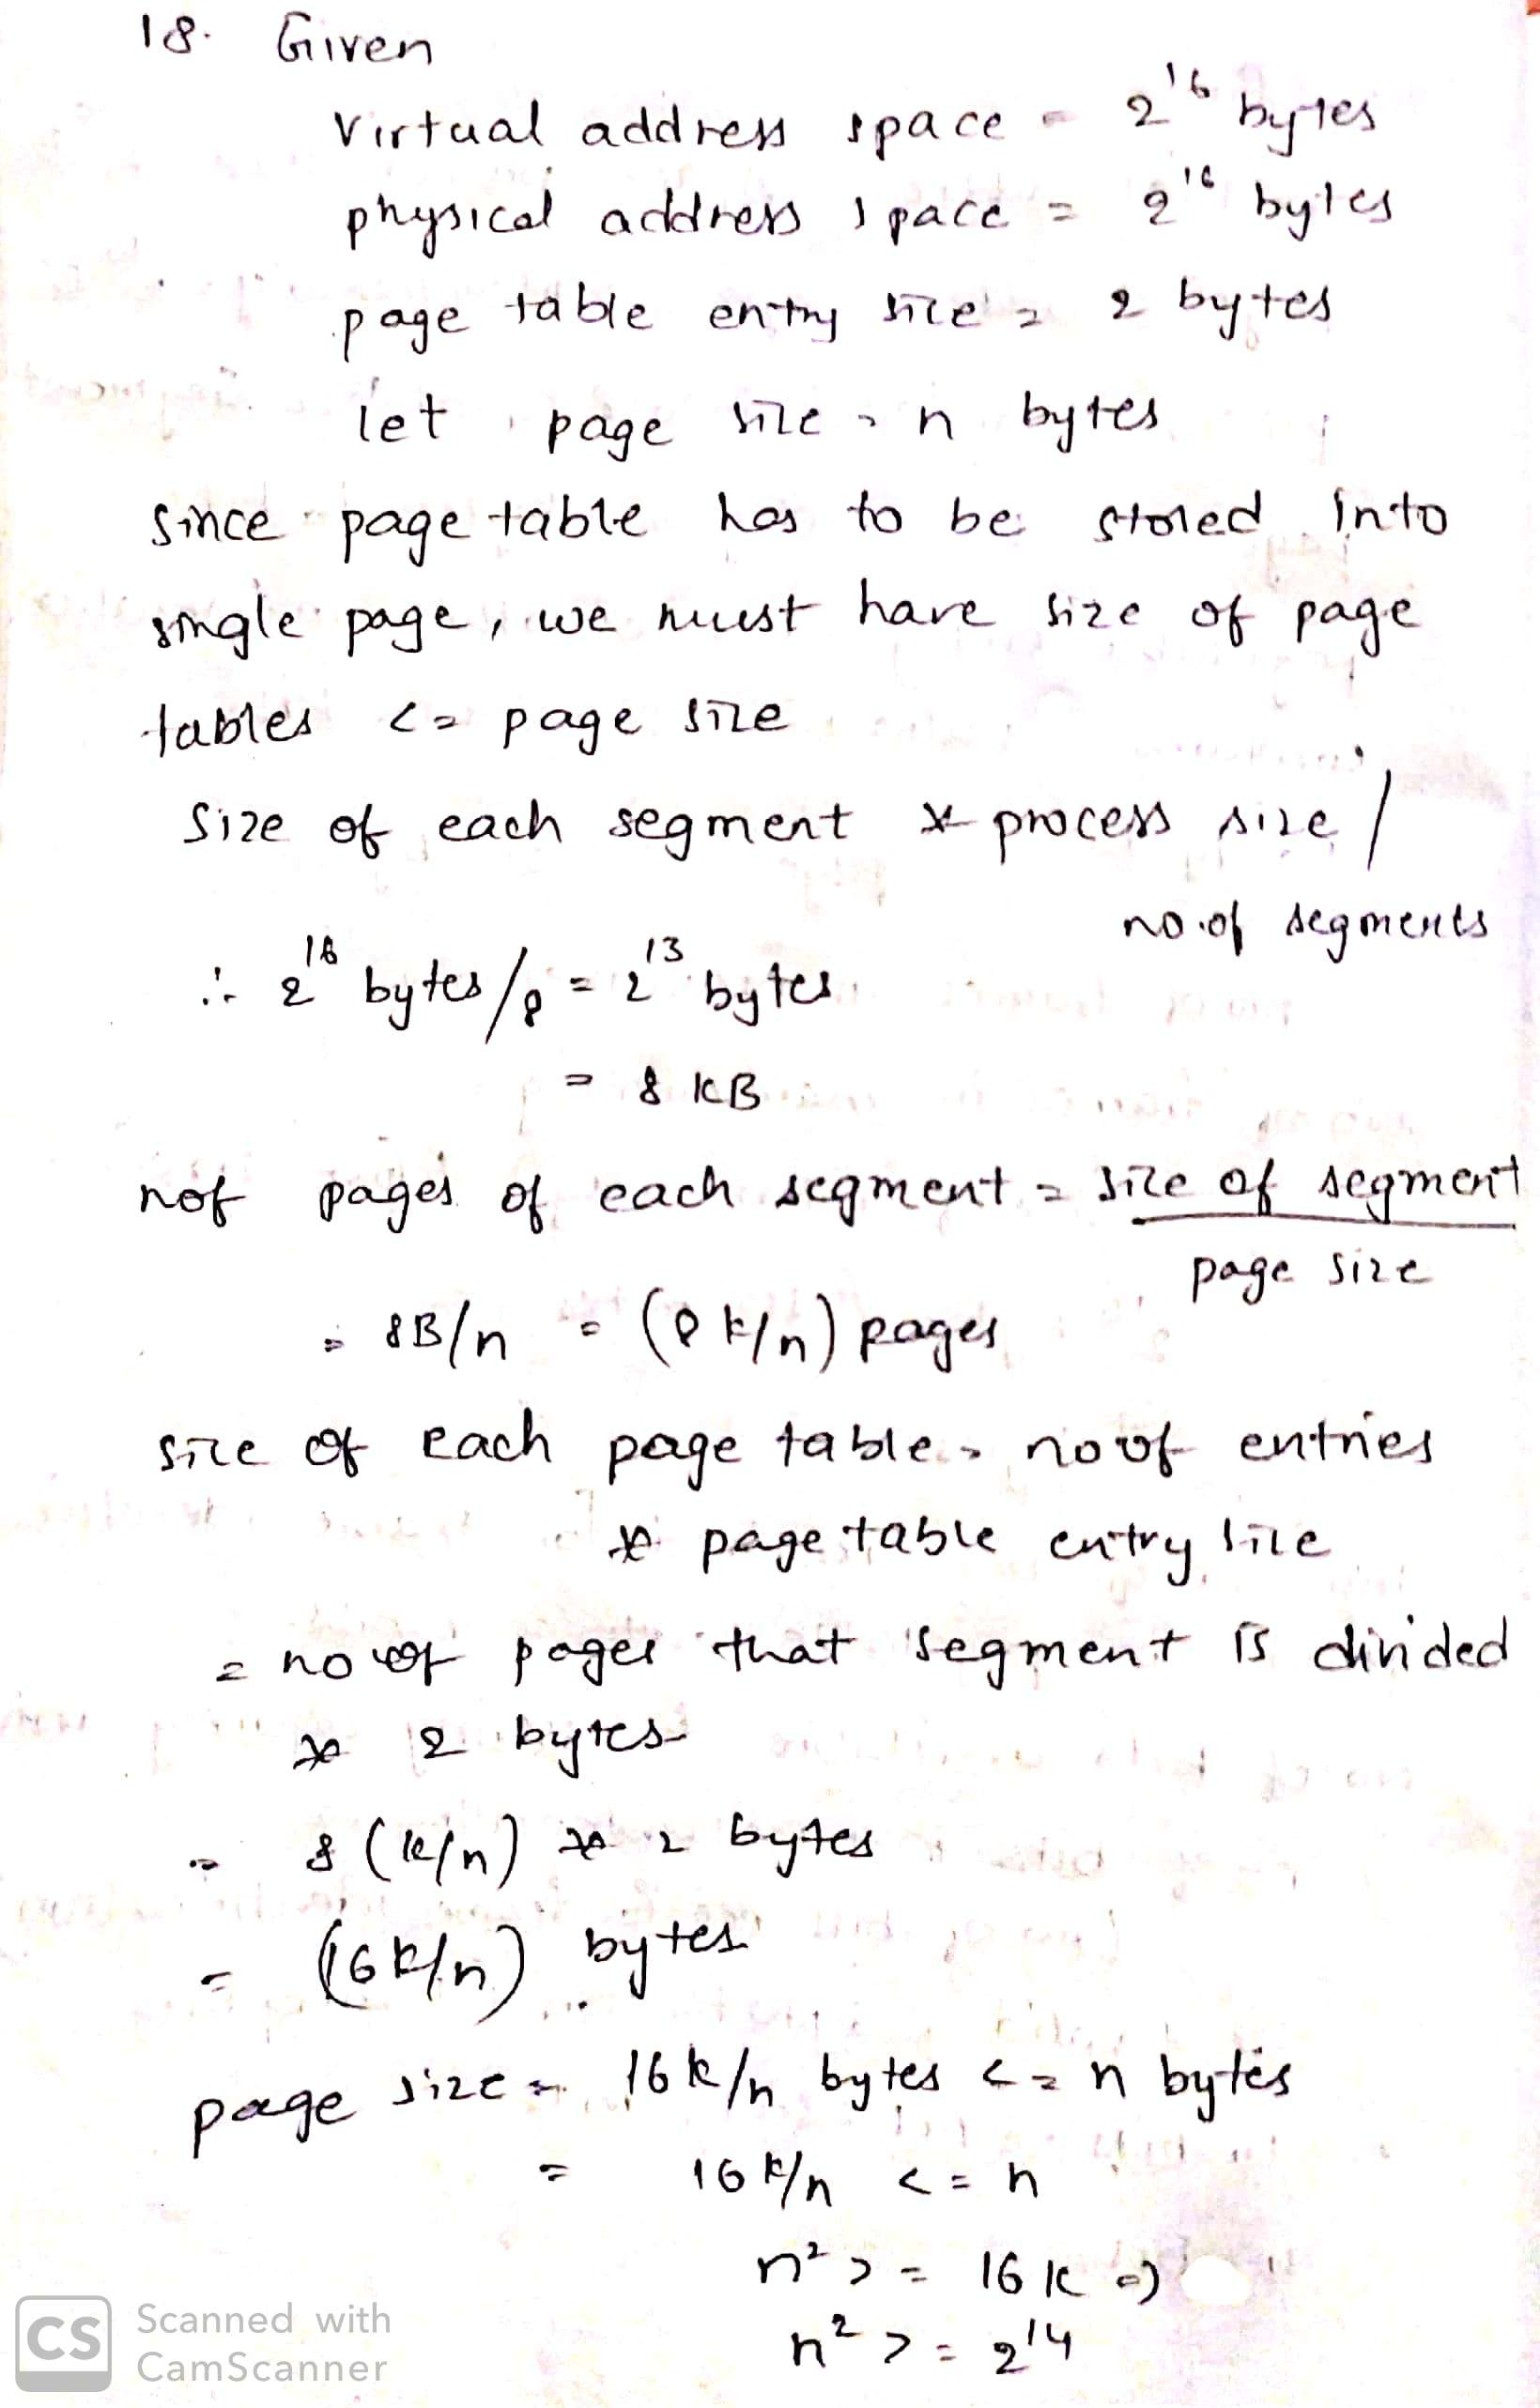 18. Given
Virtual address space = 2^16 bytes
physical address space = 2^16 bytes
page table entry size = 2 bytes
let page size = n bytes
since page table has to be stored into
single page, we must have size of page
tables <= page size
Size of each segment * process size /
no. of segments
∴ 2^16 bytes/8 = 2^13 bytes
= 8 KB
nof pages of each segment = size of segment
page size
= 8B/n = (8 k/n) pages
size of each page table = no of entries
* page table entry size
= no of pages that segment is divided
* 2 bytes
= 8 (k/n) * 2 bytes
= (16k/n) bytes
page size = 16k/n bytes <= n bytes
= 16k/n <= n
n² >= 16 k =>
n² >= 2^14
CS
Scanned with
CamScanner